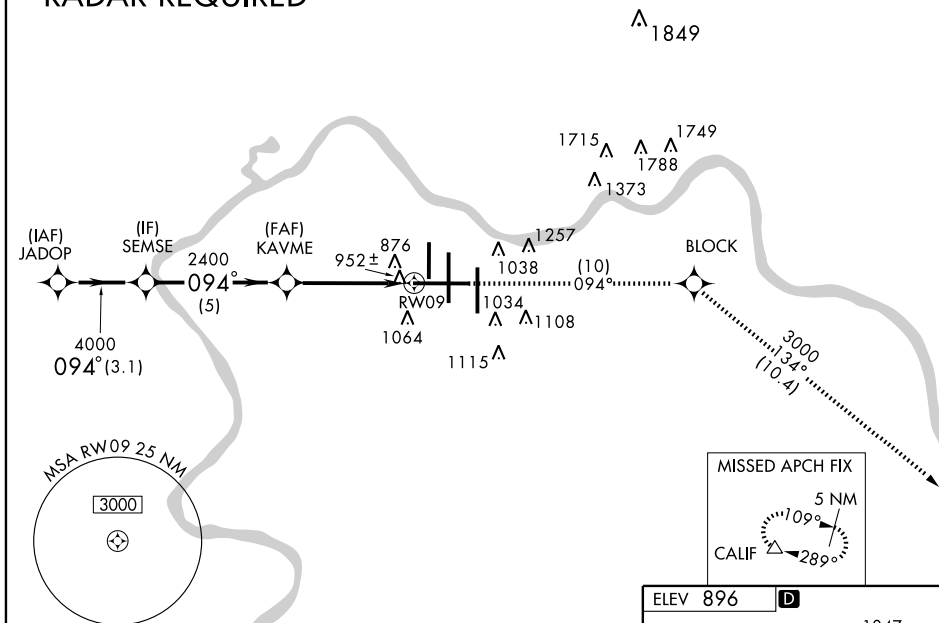 RADAR REQUIRED
1849
1715
1788
1749
1373
(IAF)
JADOP
(IF)
SEMSE
2400
094°
(5)
(FAF)
KAVME
876
952±
RW09
1064
1257
1038
1034
1108
1115
(10)
094°
BLOCK
4000
094° (3.1)
3000
134°
(10.4)
MSA RW09 25 NM
3000
MISSED APCH FIX
5 NM
109°
CALIF
289°
ELEV 896 D